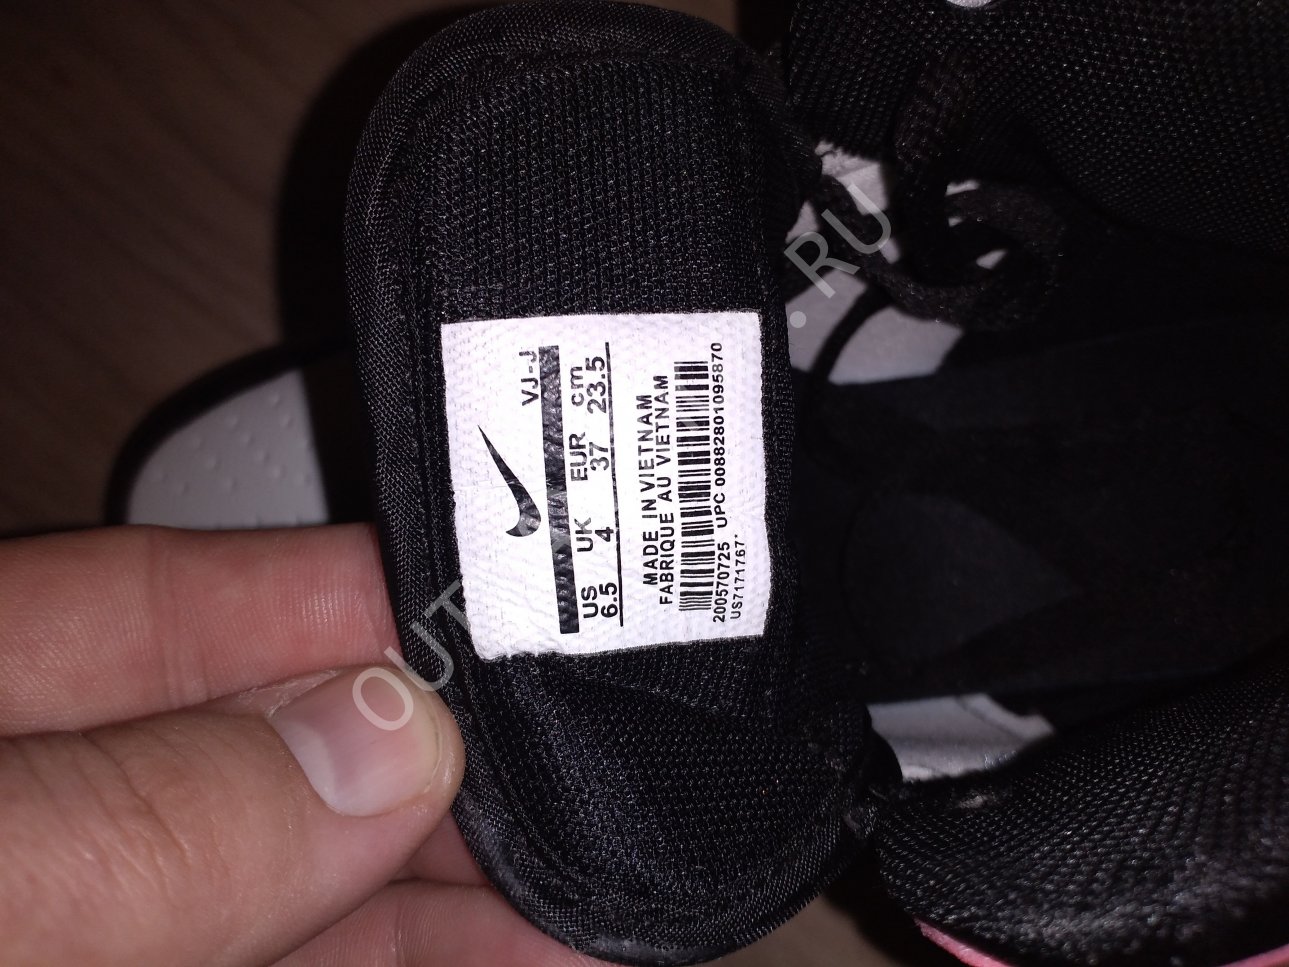 VJ-J
US UK EUR cm
6.5 4 37 23.5
MADE IN VIETNAM
FABRIQUE AU VIETNAM
200570725 UPC 00882801095870
US7171767*
OUT
.RU